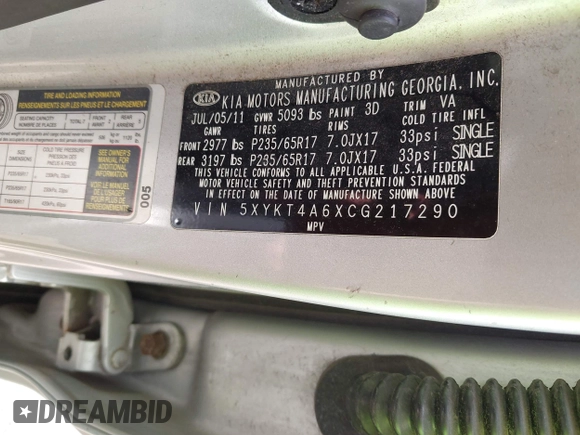 TIRE AND LOADING INFORMATION
RENSEIGNEMENTS SUR LES PNEUS ET LE CHARGEMENT
SEATING CAPACITY
NOMBRE DE PLACES
SEE OWNER'S
MANUAL FOR
ADDITIONAL
INFORMATION
VOIR LE MANUEL
DE L'USAGER
POUR PLUS DE
RENSEIGNEMENTS
005
MANUFACTURED BY
KIA KIA MOTORS MANUFACTURING GEORGIA, INC.
JUL/05/11 GVWR 5093 lbs PAINT 3D TRIM VA
GAWR TIRES RIMS COLD TIRE INFL
FRONT 2977 lbs P235/65R17 7.0JX17 33psi SINGLE
REAR 3197 lbs P235/65R17 7.0JX17 33psi SINGLE
THIS VEHICLE CONFORMS TO ALL APPLICABLE U.S.A. FEDERAL
MOTOR VEHICLE SAFETY AND THEFT PREVENTION STANDARDS
IN EFFECT ON THE DATE OF MANUFACTURE SHOWN ABOVE
VIN 5XYKT4A6XCG217290
MPV
DREAMBID